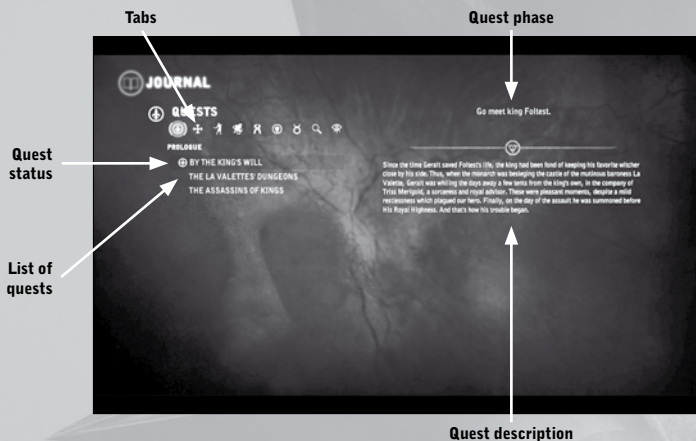 Tabs
Quest phase
JOURNAL
QUESTS
PROLOGUE
BY THE KING'S WILL
THE LA VALETTES' DUNGEONS
THE ASSASSINS OF KINGS
Go meet king Foltest.
Since the time Geralt saved Foltest's life, the king had been fond of keeping his favorite witcher
close by his side. Thus, when the monarch was besieging the castle of the mutinous baroness La
Valette, Geralt was whiling the days away a few tents from the king's own, in the company of
Triss Merigold, a sorceress and royal advisor. These were pleasant moments, despite a mild
restlessness which plagued our hero. Finally, on the day of the assault he was summoned before
His Royal Highness. And that's how his trouble began.
Quest
status
List of
quests
Quest description